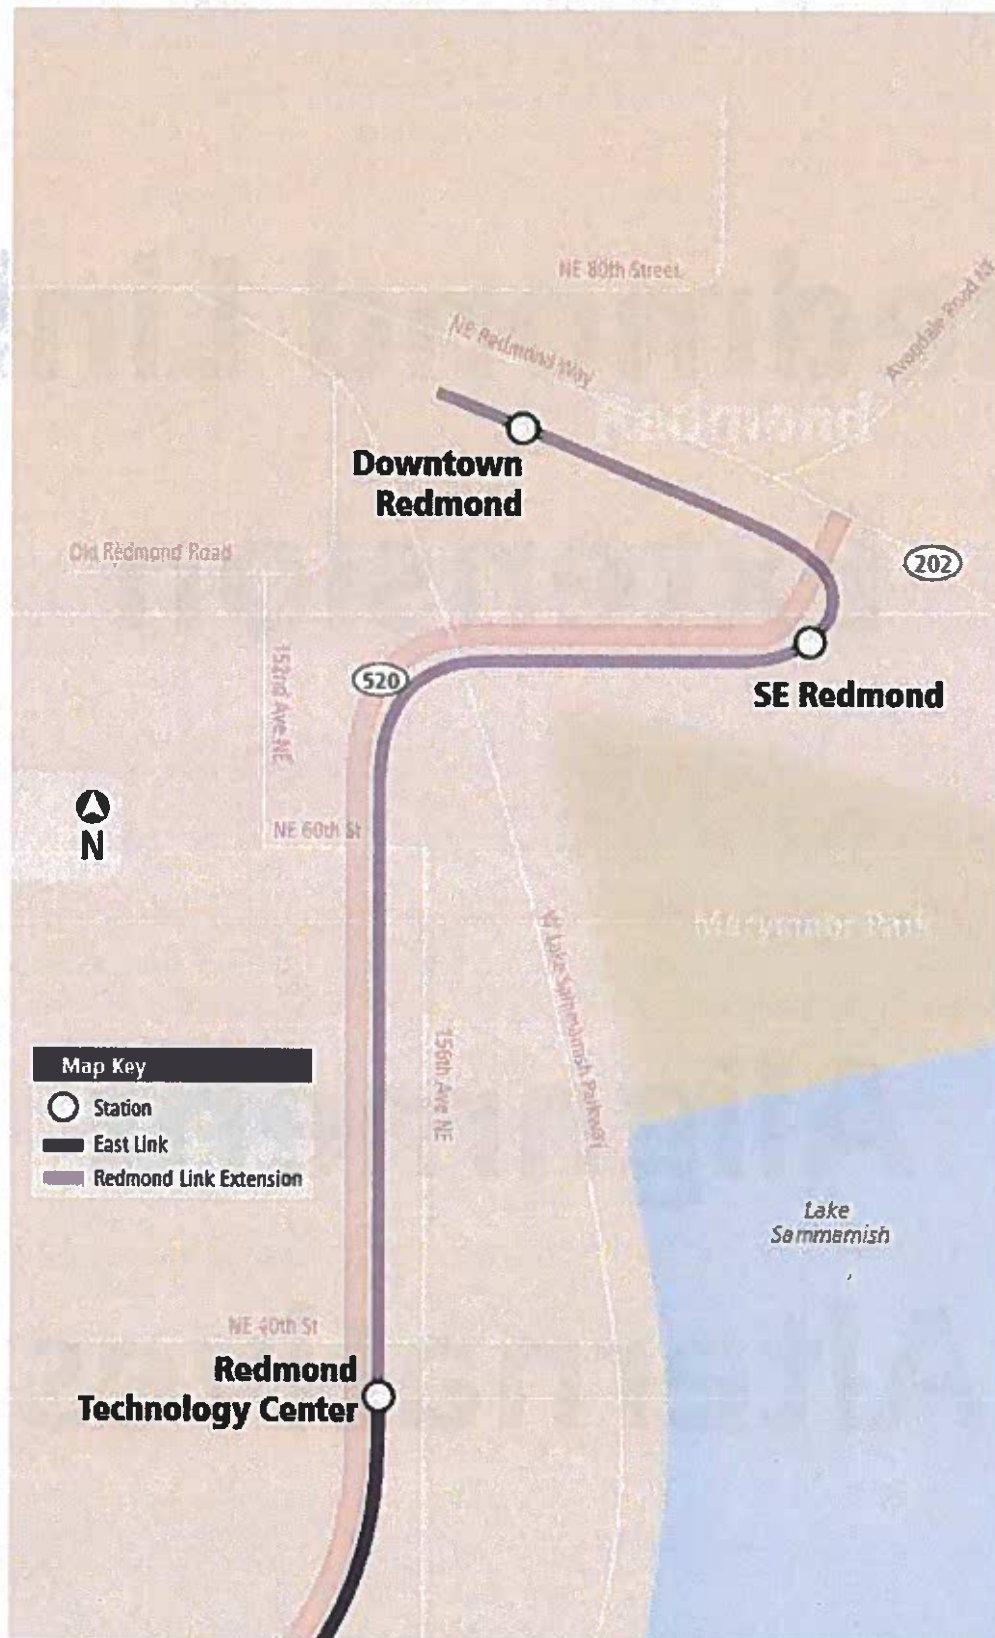 NE 80th Street
Avondale Road NE
NE Redmond Way
Redmond
Downtown
Redmond
Old Redmond Road
202
520
152nd Ave NE
SE Redmond
N
NE 60th St
Marymoor Park
W Lake Sammamish Parkway
156th Ave NE
Map Key
Station
East Link
Redmond Link Extension
Lake
Sammamish
NE 40th St
Redmond
Technology Center